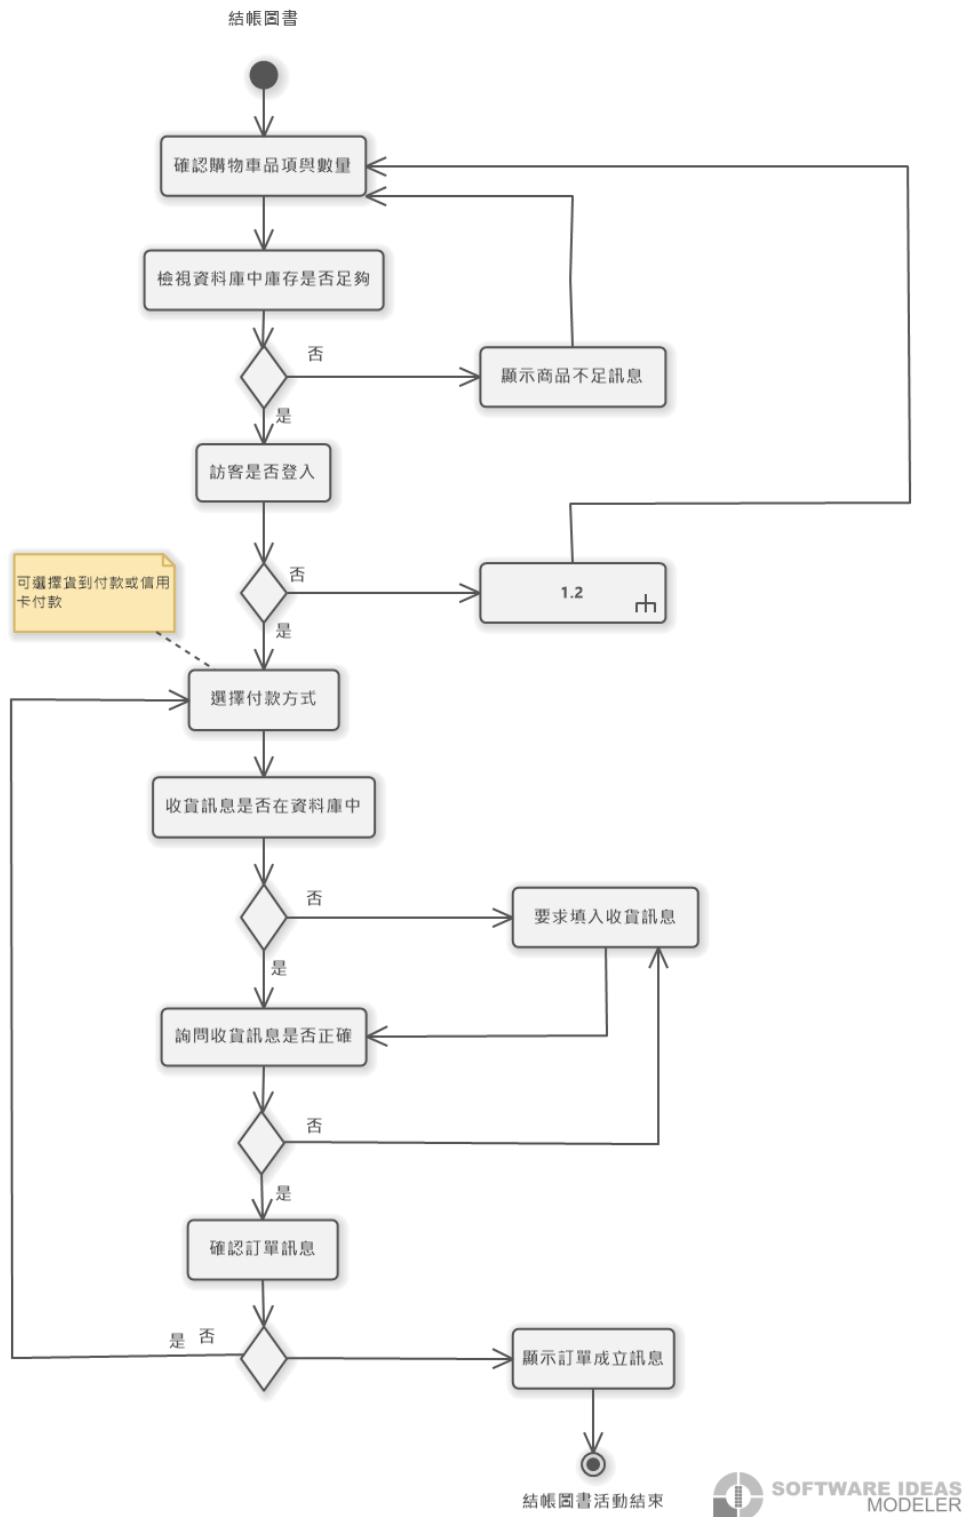 結帳圖書
確認購物車品項與數量
檢視資料庫中庫存是否足夠
否
顯示商品不足訊息
是
訪客是否登入
否
1.2
可選擇貨到付款或信用
卡付款
是
選擇付款方式
收貨訊息是否在資料庫中
否
要求填入收貨訊息
是
詢問收貨訊息是否正確
否
是
確認訂單訊息
是 否
顯示訂單成立訊息
結帳圖書活動結束
SOFTWARE IDEAS
MODELER